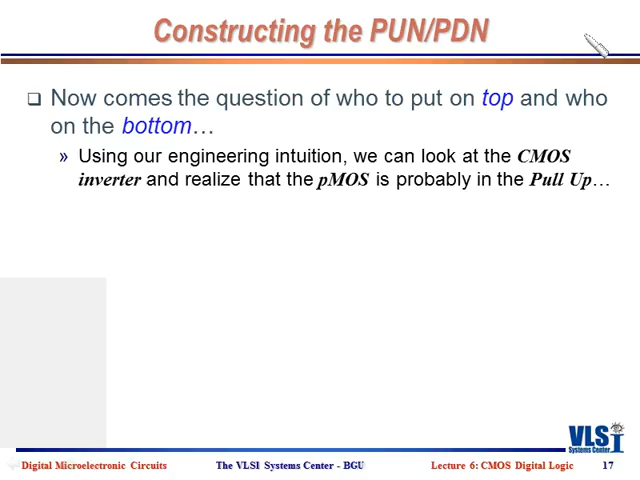 Constructing the PUN/PDN
Now comes the question of who to put on top and who
on the bottom…
» Using our engineering intuition, we can look at the CMOS
inverter and realize that the pMOS is probably in the Pull Up…
VLSI
Systems Center
Digital Microelectronic Circuits
The VLSI Systems Center - BGU
Lecture 6: CMOS Digital Logic
17